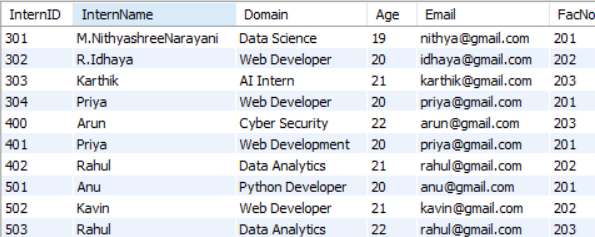 InternID InternName Domain Age Email FacNo
301 M.NithyashreeNarayani Data Science 19 nithya@gmail.com 201
302 R.Idhaya Web Developer 20 idhaya@gmail.com 202
303 Karthik AI Intern 21 karthik@gmail.com 203
304 Priya Web Developer 20 priya@gmail.com 201
400 Arun Cyber Security 22 arun@gmail.com 203
401 Priya Web Development 20 priya@gmail.com 201
402 Rahul Data Analytics 21 rahul@gmail.com 202
501 Anu Python Developer 20 anu@gmail.com 201
502 Kavin Web Developer 21 kavin@gmail.com 202
503 Rahul Data Analytics 22 rahul@gmail.com 203